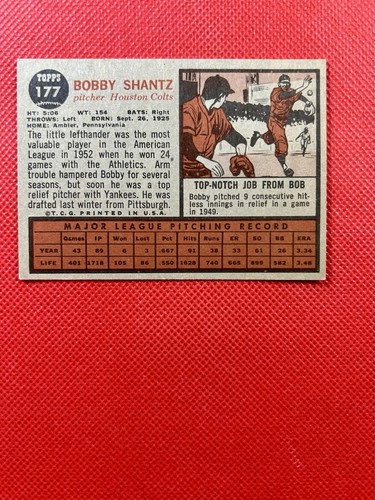 TOPPS
177
BOBBY SHANTZ
pitcher Houston Colts
HT: 5:06 WT: 154 BATS: Right
THROWS: Left BORN: Sept. 26, 1925
HOME: Ambler, Pennsylvania
The little lefthander was the most
valuable player in the American
League in 1952 when he won 24
games with the Athletics. Arm
trouble hampered Bobby for several
seasons, but soon he was a top
relief pitcher with Yankees. He was
drafted last winter from Pittsburgh.
©T.C.G. PRINTED IN U.S.A.
TOP-NOTCH JOB FROM BOB
Bobby pitched 9 consecutive hit-
less innings in relief in a game
in 1949.
MAJOR LEAGUE PITCHING RECORD
Games IP Won Lost Pct Hits Runs ER SO BB ERA
YEAR 43 89 6 3 .667 91 38 33 61 26 3.34
LIFE 401 1718 105 86 .550 1628 740 665 899 582 3.48